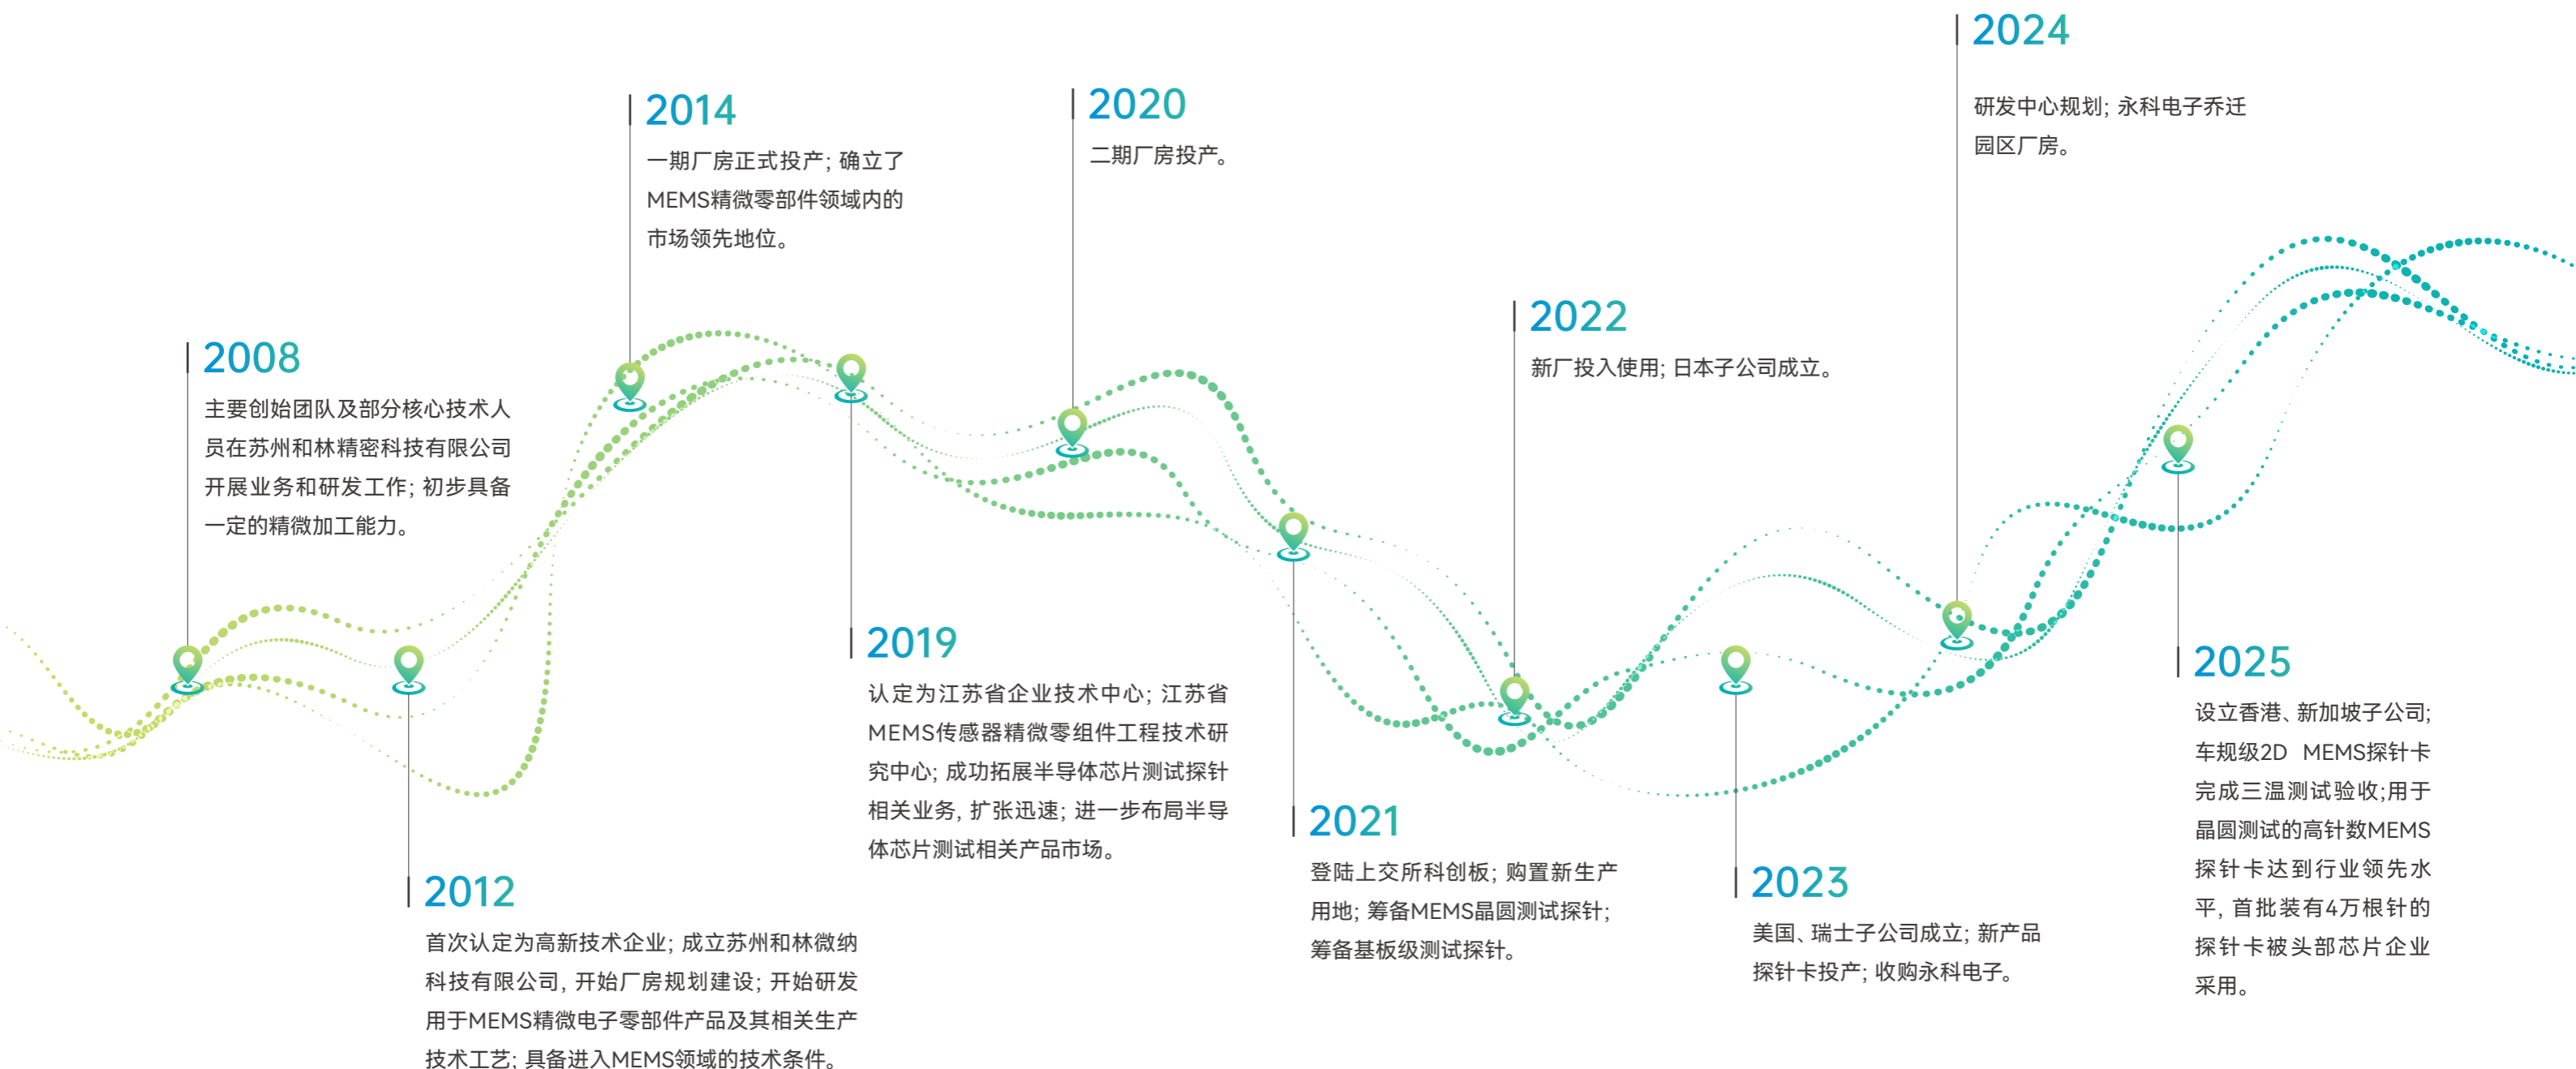 2008
主要创始团队及部分核心技术人
员在苏州和林精密科技有限公司
开展业务和研发工作; 初步具备
一定的精微加工能力。
2012
首次认定为高新技术企业; 成立苏州和林微纳
科技有限公司, 开始厂房规划建设; 开始研发
用于MEMS精微电子零部件产品及其相关生产
技术工艺; 具备进入MEMS领域的技术条件。
2014
一期厂房正式投产; 确立了
MEMS精微零部件领域内的
市场领先地位。
2019
认定为江苏省企业技术中心; 江苏省
MEMS传感器精微零组件工程技术研
究中心; 成功拓展半导体芯片测试探针
相关业务, 扩张迅速; 进一步布局半导
体芯片测试相关产品市场。
2020
二期厂房投产。
2021
登陆上交所科创板; 购置新生产
用地; 筹备MEMS晶圆测试探针;
筹备基板级测试探针。
2022
新厂投入使用; 日本子公司成立。
2023
美国、瑞士子公司成立; 新产品
探针卡投产; 收购永科电子。
2024
研发中心规划; 永科电子乔迁
园区厂房。
2025
设立香港、新加坡子公司;
车规级2D MEMS探针卡
完成三温测试验收;用于
晶圆测试的高针数MEMS
探针卡达到行业领先水
平, 首批装有4万根针的
探针卡被头部芯片企业
采用。